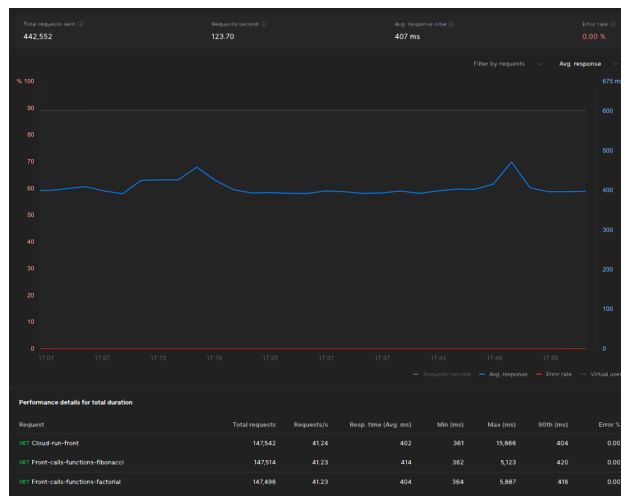 Total requests sent Requests/second Avg. response time Error rate
442,552 123.70 407 ms 0.00 %
Filter by requests Avg. response
% 100 675 m
90 600
80
70 500
60 400
50
40 300
30 200
20
10 100
0 0
17:01 17:07 17:13 17:19 17:25 17:31 17:37 17:43 17:49 17:55
Requests/second Avg. response Error rate Virtual user
Performance details for total duration
Request Total requests Requests/s Resp. time (Avg. ms) Min (ms) Max (ms) 90th (ms) Error %
GET Cloud-run-front 147,542 41.24 402 361 15,866 404 0.00
GET Front-calls-functions-fibonacci 147,514 41.23 414 362 5,123 420 0.00
GET Front-calls-functions-factorial 147,496 41.23 404 364 5,667 416 0.00